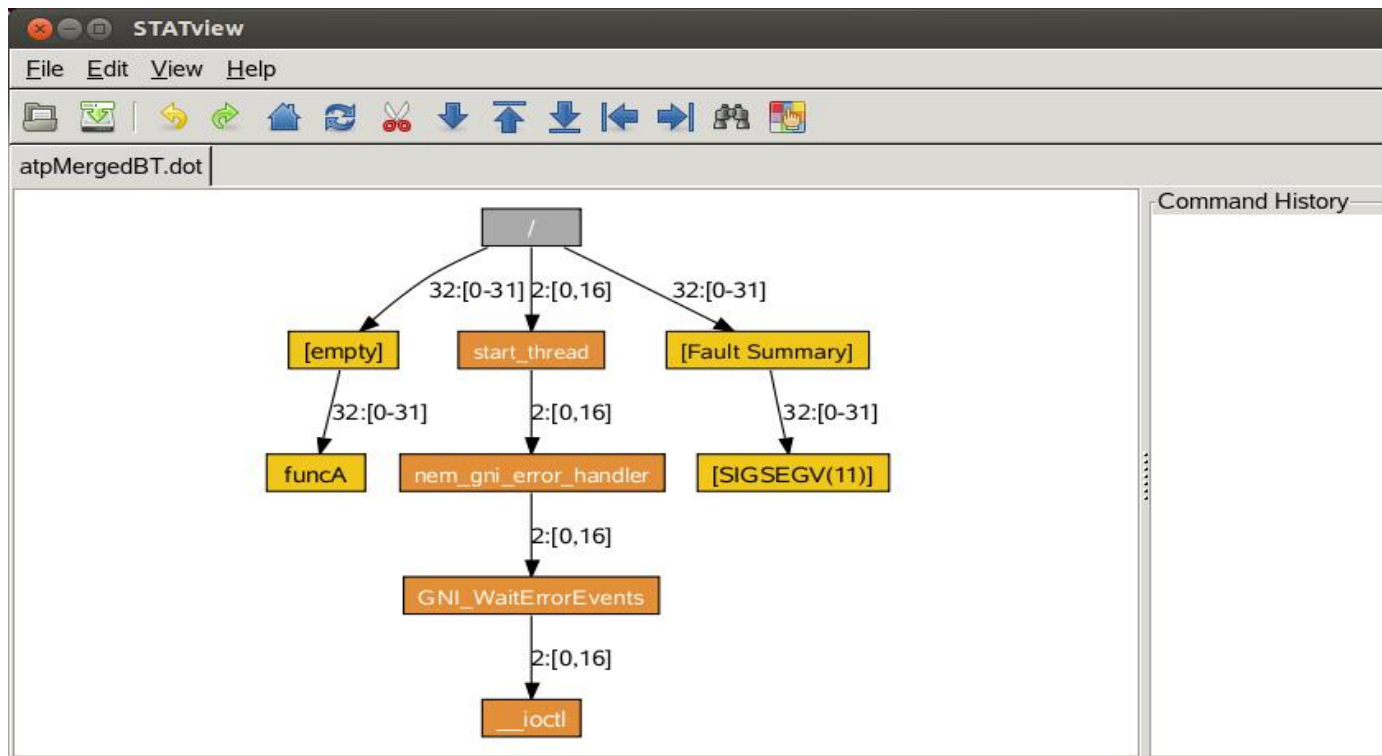 STATview
File Edit View Help
atpMergedBT.dot
Command History
/
32:[0-31] 2:[0,16] 32:[0-31]
[empty] start_thread [Fault Summary]
32:[0-31] 2:[0,16] 32:[0-31]
funcA nem_gni_error_handler [SIGSEGV(11)]
2:[0,16]
GNI_WaitErrorEvents
2:[0,16]
__ioctl